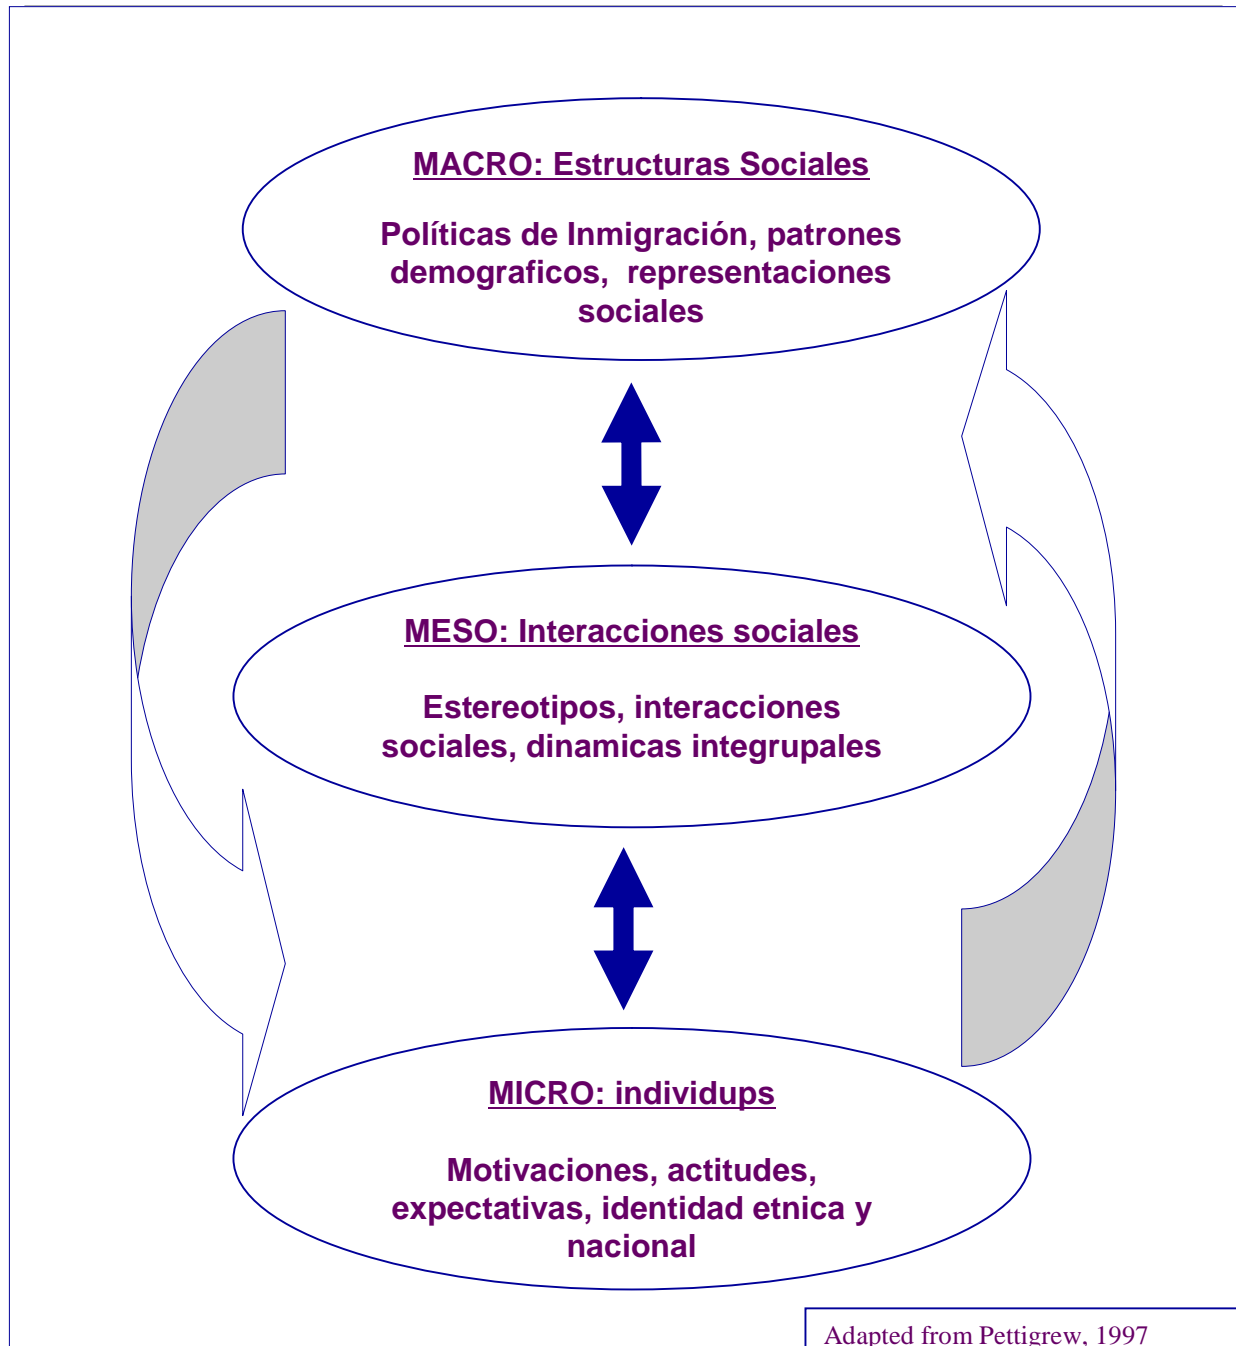 MACRO: Estructuras Sociales
Políticas de Inmigración, patrones
demograficos, representaciones
sociales
MESO: Interacciones sociales
Estereotipos, interacciones
sociales, dinamicas integrupales
MICRO: individups
Motivaciones, actitudes,
expectativas, identidad etnica y
nacional
Adapted from Pettigrew, 1997